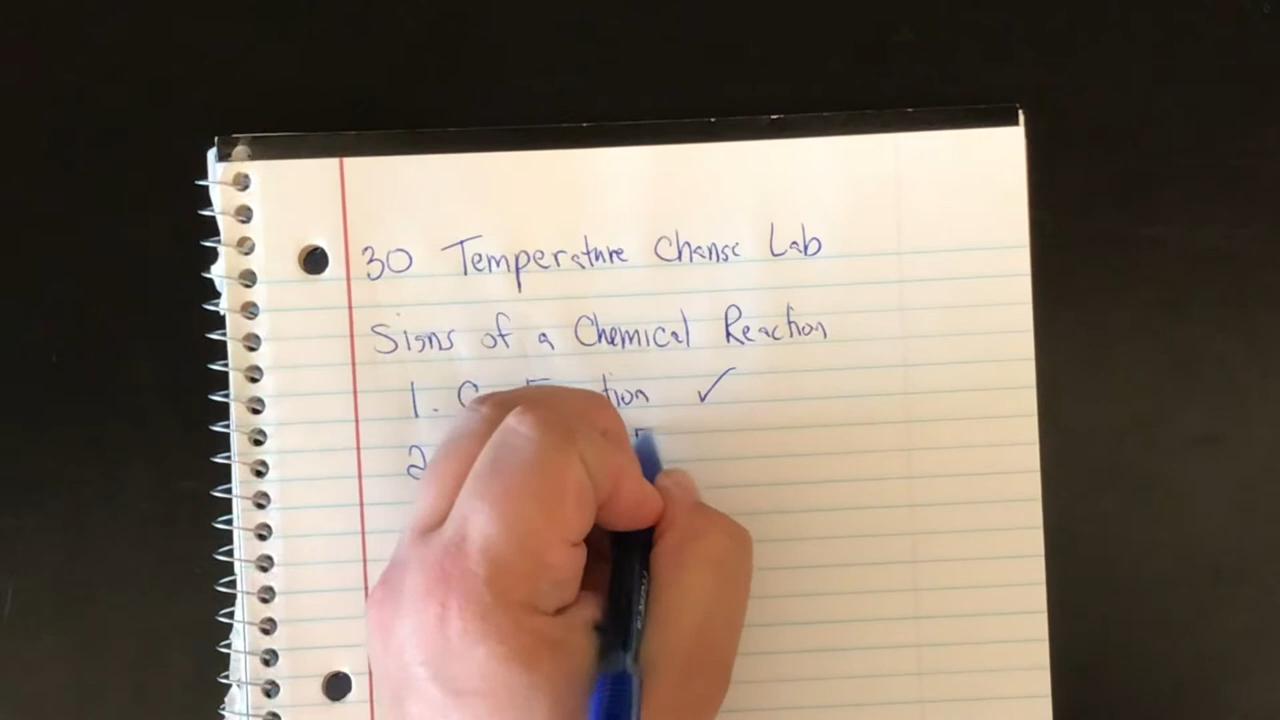 30 Temperature Change Lab
Signs of a Chemical Reaction
1. ✓
2